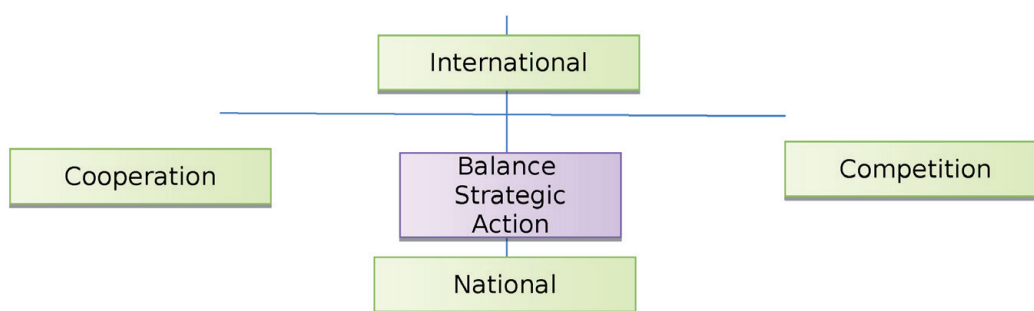 International
Cooperation
Balance
Strategic
Action
Competition
National